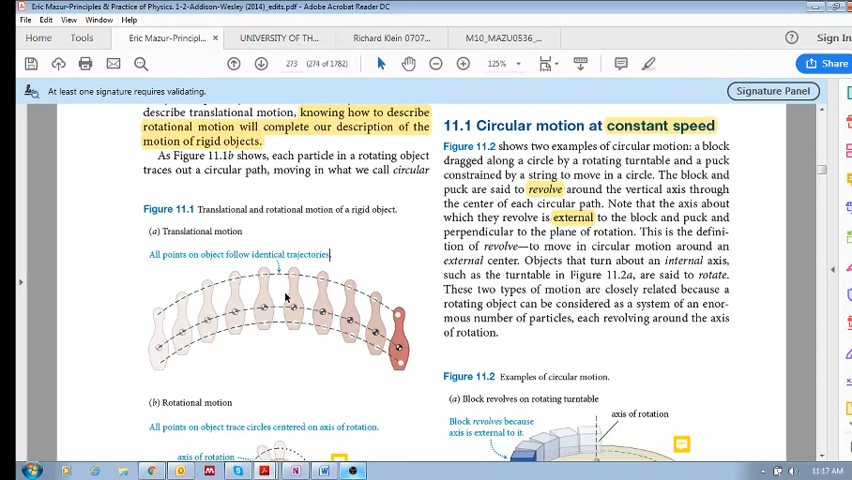 Eric Mazur-Principles & Practice of Physics. 1-2-Addison-Wesley (2014)_edits.pdf - Adobe Acrobat Reader DC
File Edit View Window Help
Home Tools Eric Mazur-Principl... × UNIVERSITY OF TH... Richard Klein 0707... M10_MAZU0536_... Sign In
273 (274 of 1782) 125% Share
At least one signature requires validating. Signature Panel
describe translational motion, knowing how to describe
rotational motion will complete our description of the
motion of rigid objects.
As Figure 11.1b shows, each particle in a rotating object
traces out a circular path, moving in what we call circular
Figure 11.1 Translational and rotational motion of a rigid object.
(a) Translational motion
All points on object follow identical trajectories.
(b) Rotational motion
All points on object trace circles centered on axis of rotation.
axis of rotation
11.1 Circular motion at constant speed
Figure 11.2 shows two examples of circular motion: a block
dragged along a circle by a rotating turntable and a puck
constrained by a string to move in a circle. The block and
puck are said to revolve around the vertical axis through
the center of each circular path. Note that the axis about
which they revolve is external to the block and puck and
perpendicular to the plane of rotation. This is the defini-
tion of revolve—to move in circular motion around an
external center. Objects that turn about an internal axis,
such as the turntable in Figure 11.2a, are said to rotate.
These two types of motion are closely related because a
rotating object can be considered as a system of an enor-
mous number of particles, each revolving around the axis
of rotation.
Figure 11.2 Examples of circular motion.
(a) Block revolves on rotating turntable
axis of rotation
Block revolves because
axis is external to it.
11:17 AM